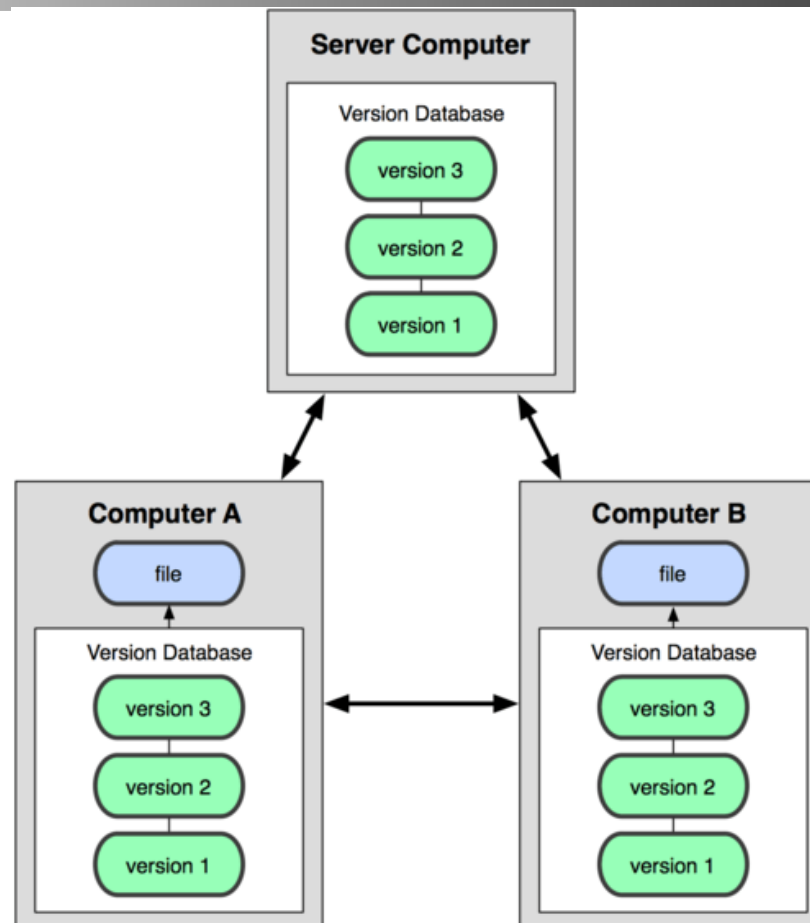 Server Computer
Version Database
version 3
version 2
version 1
Computer A
file
Version Database
version 3
version 2
version 1
Computer B
file
Version Database
version 3
version 2
version 1